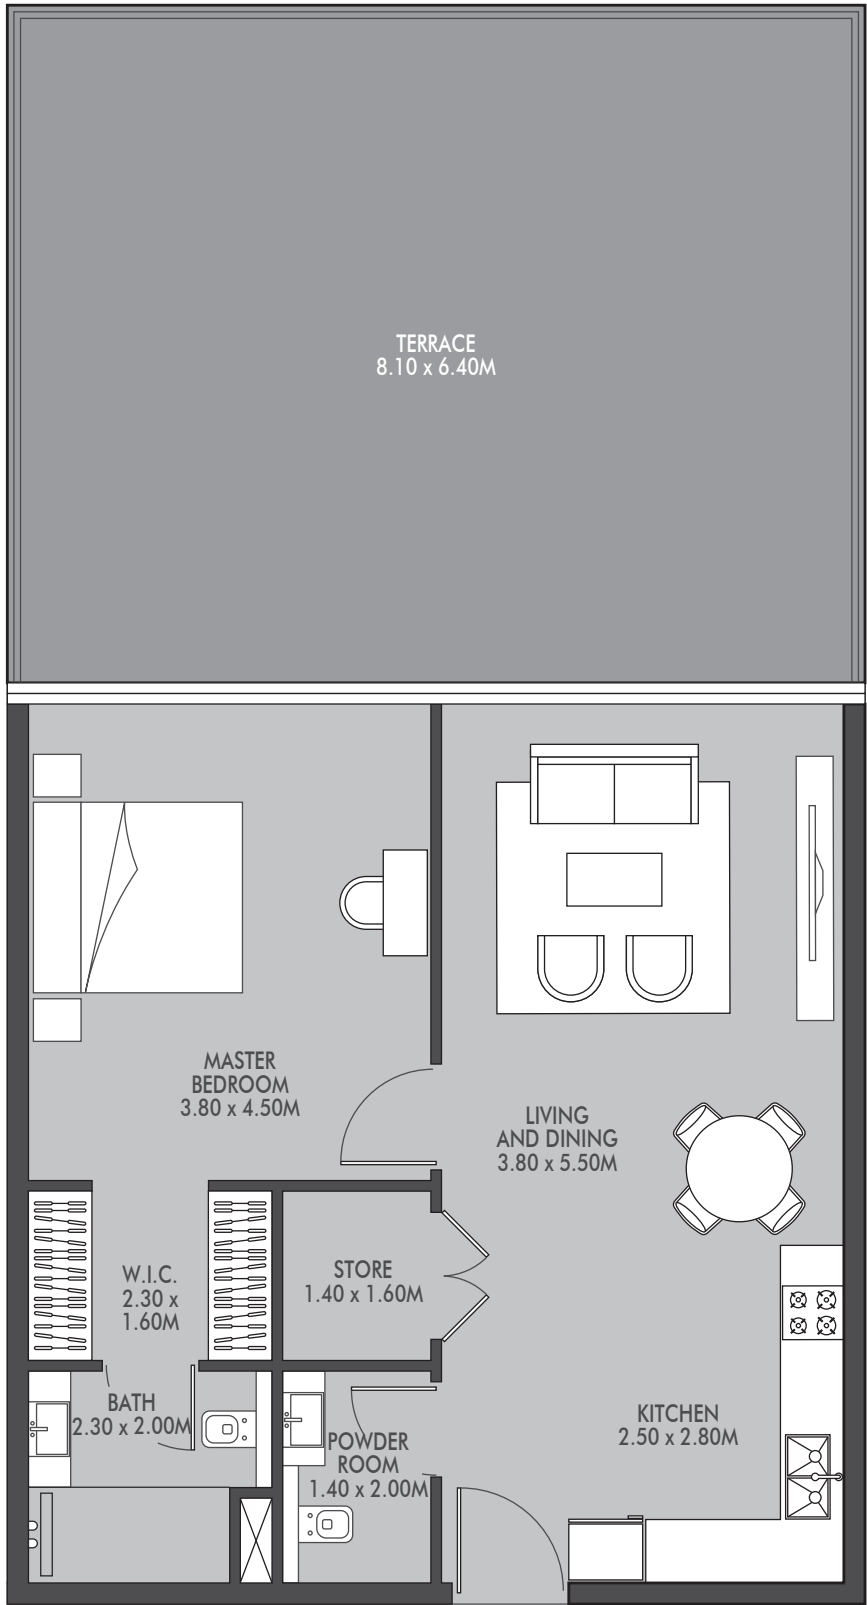 TERRACE
8.10 x 6.40M
MASTER
BEDROOM
3.80 x 4.50M
LIVING
AND DINING
3.80 x 5.50M
W.I.C.
2.30 x
1.60M
STORE
1.40 x 1.60M
BATH
2.30 x 2.00M
POWDER
ROOM
1.40 x 2.00M
KITCHEN
2.50 x 2.80M